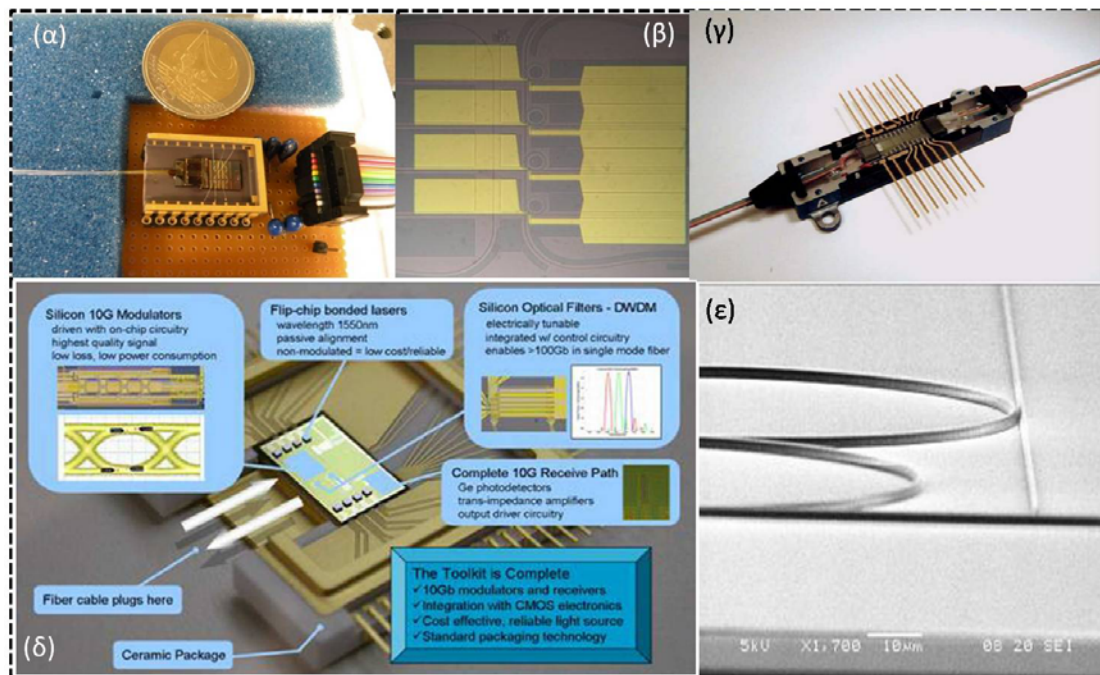 (α)
(β)
(γ)
Silicon 10G Modulators
driven with on-chip circuitry
highest quality signal
low loss, low power consumption
Flip-chip bonded lasers
wavelength 1550nm
passive alignment
non-modulated = low cost/reliable
Silicon Optical Filters - DWDM
electrically tunable
integrated w/ control circuitry
enables >100Gb in single mode fiber
Complete 10G Receive Path
Ge photodetectors
trans-impedance amplifiers
output driver circuitry
Fiber cable plugs here
Ceramic Package
The Toolkit is Complete
✓10Gb modulators and receivers
✓Integration with CMOS electronics
✓Cost effective, reliable light source
✓Standard packaging technology
(δ)
(ε)
5kV X1,700 10μm 08 20 SEI